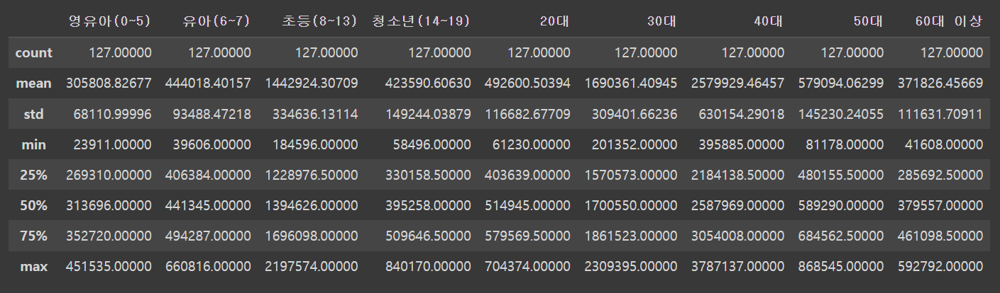 영유아(0~5) 유아(6~7) 초등(8~13) 청소년(14~19) 20대 30대 40대 50대 60대 이상
count 127.00000 127.00000 127.00000 127.00000 127.00000 127.00000 127.00000 127.00000 127.00000
mean 305808.82677 444018.40157 1442924.30709 423590.60630 492600.50394 1690361.40945 2579929.46457 579094.06299 371826.45669
std 68110.99996 93488.47218 334636.13114 149244.03879 116682.67709 309401.66236 630154.29018 145230.24055 111631.70911
min 23911.00000 39606.00000 184596.00000 58496.00000 61230.00000 201352.00000 395885.00000 81178.00000 41608.00000
25% 269310.00000 406384.00000 1228976.50000 330158.50000 403639.00000 1570573.00000 2184138.50000 480155.50000 285692.50000
50% 313696.00000 441345.00000 1394626.00000 395258.00000 514945.00000 1700550.00000 2587969.00000 589290.00000 379557.00000
75% 352720.00000 494287.00000 1696098.00000 509646.50000 579569.50000 1861523.00000 3054008.00000 684562.50000 461098.50000
max 451535.00000 660816.00000 2197574.00000 840170.00000 704374.00000 2309395.00000 3787137.00000 868545.00000 592792.00000